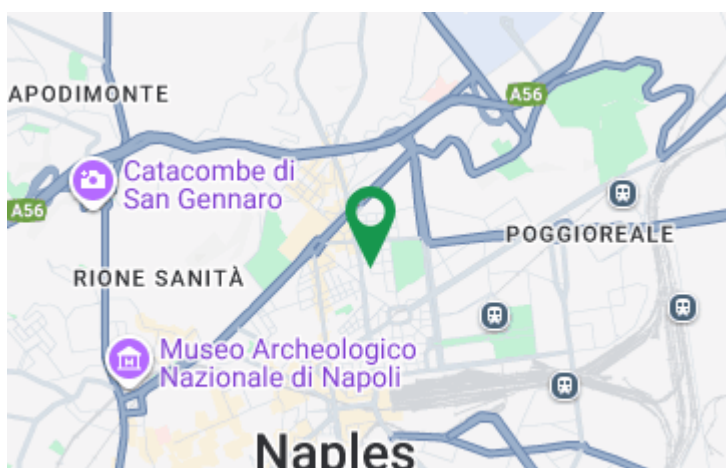 APODIMONTE
A56
Catacombe di
San Gennaro
A56
POGGIOREALE
RIONE SANITÀ
Museo Archeologico
Nazionale di Napoli
Naples